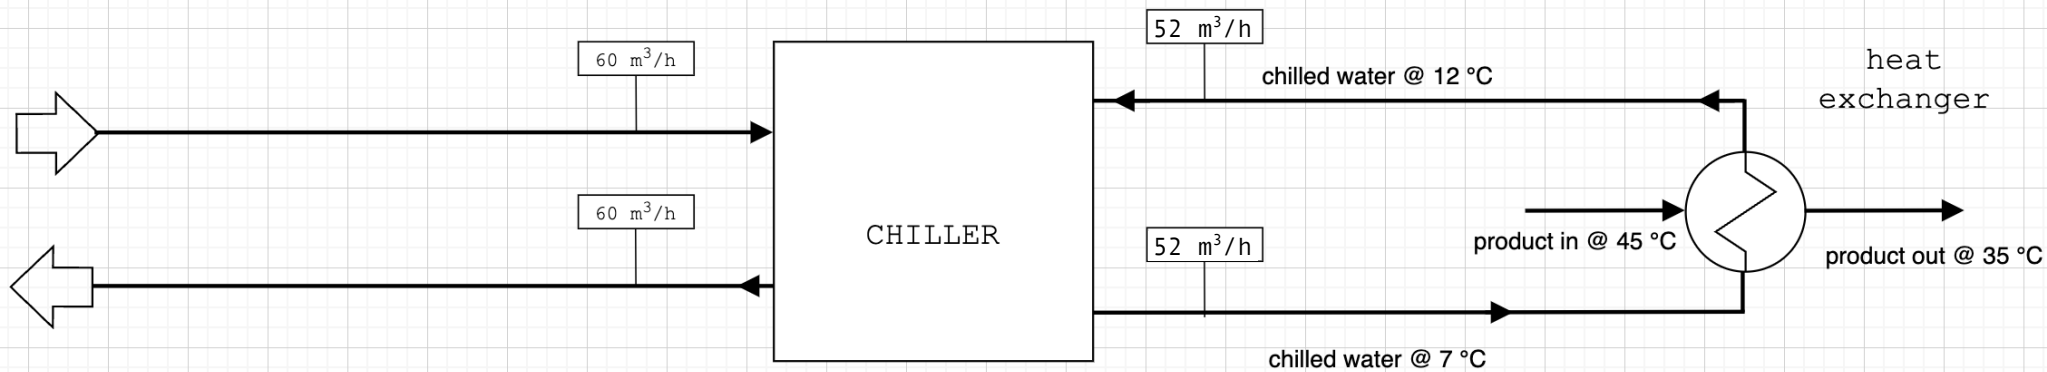 52 m³/h
60 m³/h
chilled water @ 12 °C
heat
exchanger
60 m³/h
CHILLER
52 m³/h
product in @ 45 °C
product out @ 35 °C
chilled water @ 7 °C